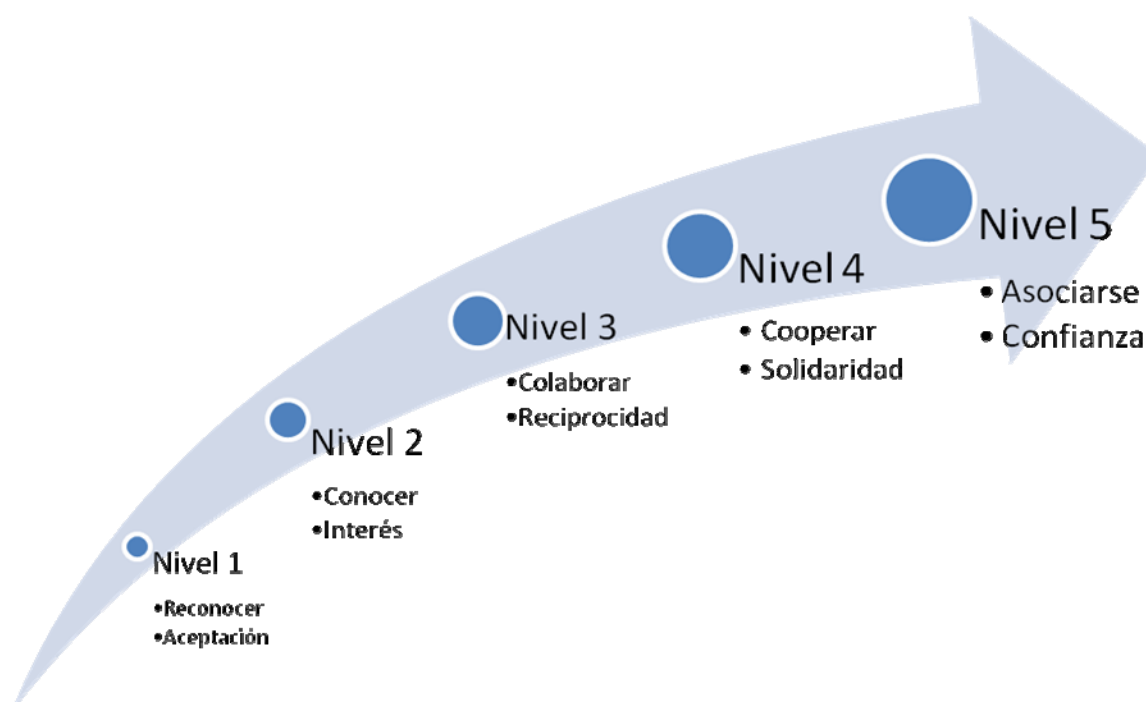 Nivel 1
•Reconocer
•Aceptación
Nivel 2
•Conocer
•Interés
Nivel 3
•Colaborar
•Reciprocidad
Nivel 4
• Cooperar
• Solidaridad
Nivel 5
• Asociarse
• Confianza